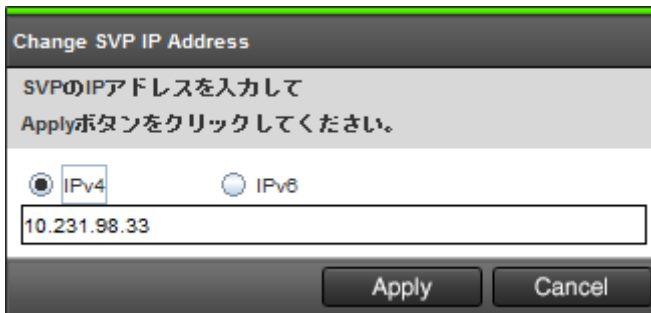 Change SVP IP Address
SVPのIPアドレスを入力して
Applyボタンをクリックしてください。
IPv4 IPv6
10.231.98.33
Apply Cancel